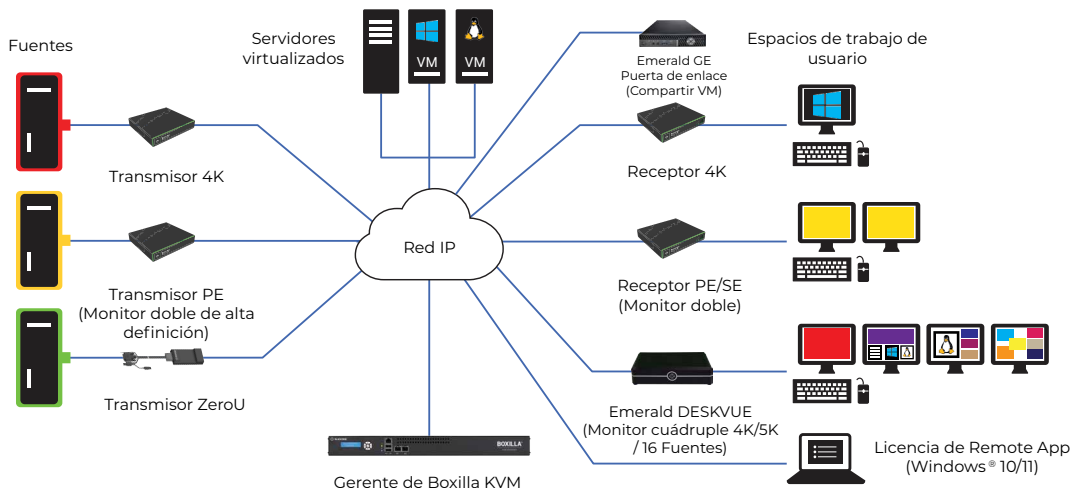 Fuentes
Servidores
virtualizados
VM
VM
Emerald GE
Puerta de enlace
(Compartir VM)
Espacios de trabajo de
usuario
Transmisor 4K
Receptor 4K
Red IP
Transmisor PE
(Monitor doble de alta
definición)
Receptor PE/SE
(Monitor doble)
Transmisor ZeroU
Emerald DESKVUE
(Monitor cuádruple 4K/5K
/ 16 Fuentes)
BOXILLA
Gerente de Boxilla KVM
Licencia de Remote App
(Windows® 10/11)